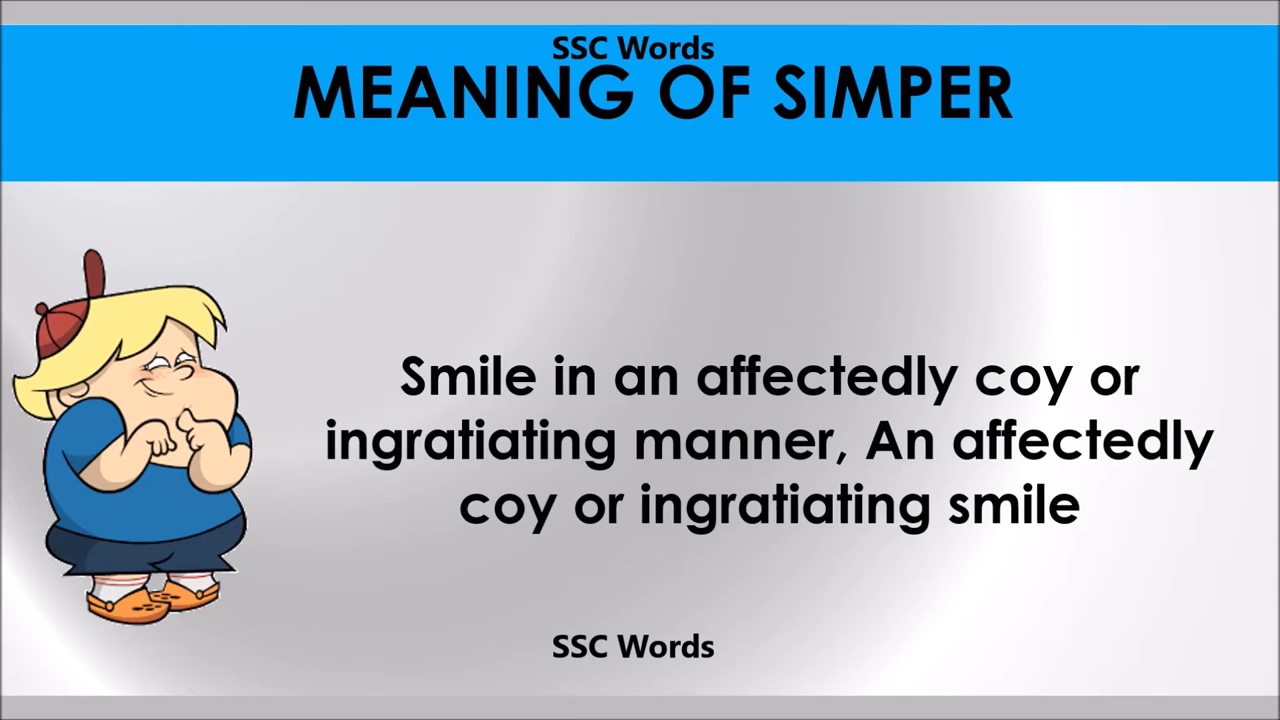 SSC Words
MEANING OF SIMPER
Smile in an affectedly coy or
ingratiating manner, An affectedly
coy or ingratiating smile
SSC Words